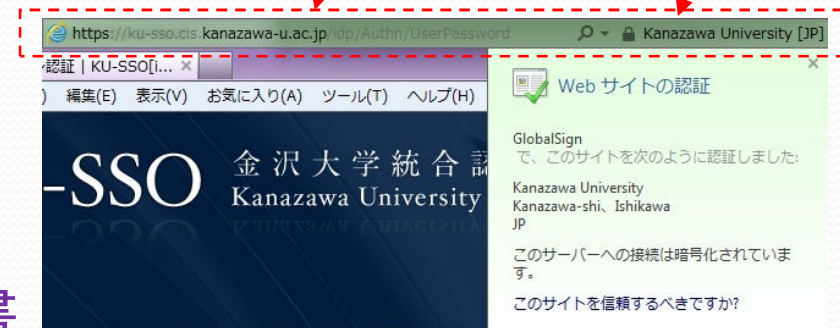 https://ku-sso.cis.kanazawa-u.ac.jp/idp/Authn/UserPassword
Kanazawa University [JP]
認証 | KU-SSO[i...
編集(E) 表示(V) お気に入り(A) ツール(T) ヘルプ(H)
-SSO 金沢大学統合認
Kanazawa University
Web サイトの認証
GlobalSign
で、このサイトを次のように認証しました:
Kanazawa University
Kanazawa-shi、Ishikawa
JP
このサーバーへの接続は暗号化されていま
す。
このサイトを信頼するべきですか?
書